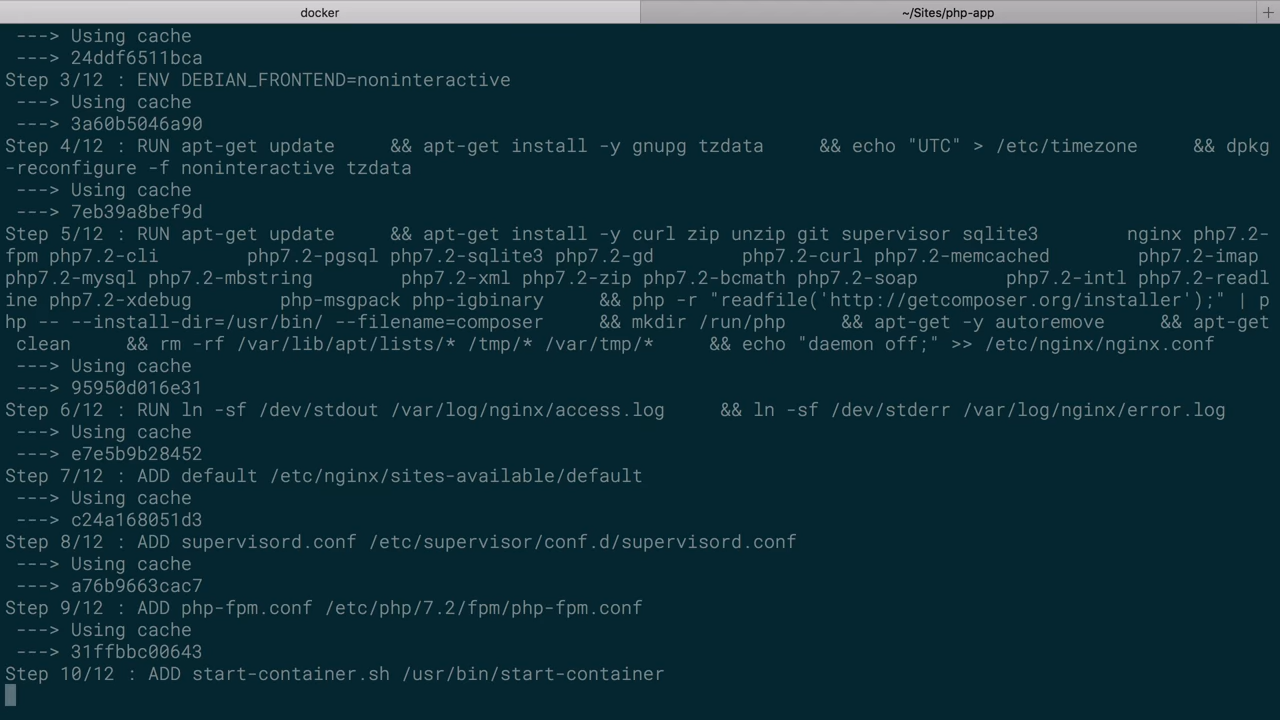 docker
~/Sites/php-app
+
---> Using cache
---> 24ddf6511bca
Step 3/12 : ENV DEBIAN_FRONTEND=noninteractive
---> Using cache
---> 3a60b5046a90
Step 4/12 : RUN apt-get update     && apt-get install -y gnupg tzdata     && echo "UTC" > /etc/timezone     && dpkg
-reconfigure -f noninteractive tzdata
---> Using cache
---> 7eb39a8bef9d
Step 5/12 : RUN apt-get update     && apt-get install -y curl zip unzip git supervisor sqlite3        nginx php7.2-
fpm php7.2-cli        php7.2-pgsql php7.2-sqlite3 php7.2-gd        php7.2-curl php7.2-memcached        php7.2-imap
php7.2-mysql php7.2-mbstring        php7.2-xml php7.2-zip php7.2-bcmath php7.2-soap        php7.2-intl php7.2-readl
ine php7.2-xdebug        php-msgpack php-igbinary     && php -r "readfile('http://getcomposer.org/installer');" | p
hp -- --install-dir=/usr/bin/ --filename=composer     && mkdir /run/php     && apt-get -y autoremove     && apt-get
clean     && rm -rf /var/lib/apt/lists/* /tmp/* /var/tmp/*     && echo "daemon off;" >> /etc/nginx/nginx.conf
---> Using cache
---> 95950d016e31
Step 6/12 : RUN ln -sf /dev/stdout /var/log/nginx/access.log     && ln -sf /dev/stderr /var/log/nginx/error.log
---> Using cache
---> e7e5b9b28452
Step 7/12 : ADD default /etc/nginx/sites-available/default
---> Using cache
---> c24a168051d3
Step 8/12 : ADD supervisord.conf /etc/supervisor/conf.d/supervisord.conf
---> Using cache
---> a76b9663cac7
Step 9/12 : ADD php-fpm.conf /etc/php/7.2/fpm/php-fpm.conf
---> Using cache
---> 31ffbbc00643
Step 10/12 : ADD start-container.sh /usr/bin/start-container